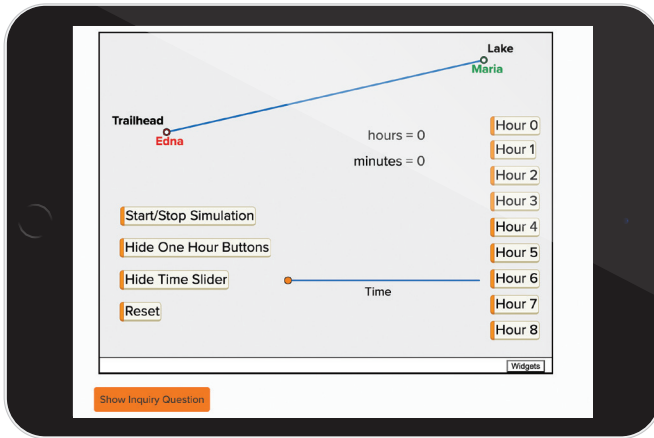 Lake
Maria
Trailhead
Edna
hours = 0
minutes = 0
Hour 0
Hour 1
Hour 2
Hour 3
Hour 4
Hour 5
Hour 6
Hour 7
Hour 8
Start/Stop Simulation
Hide One Hour Buttons
Hide Time Slider
Reset
Time
Widgets
Show Inquiry Question